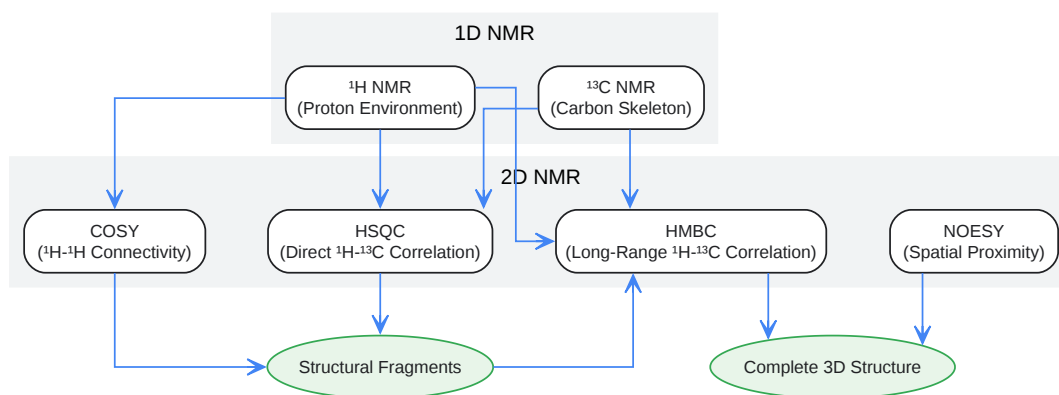 1D NMR
¹H NMR
(Proton Environment)
¹³C NMR
(Carbon Skeleton)
2D NMR
COSY
(¹H-¹H Connectivity)
HSQC
(Direct ¹H-¹³C Correlation)
HMBC
(Long-Range ¹H-¹³C Correlation)
NOESY
(Spatial Proximity)
Structural Fragments
Complete 3D Structure